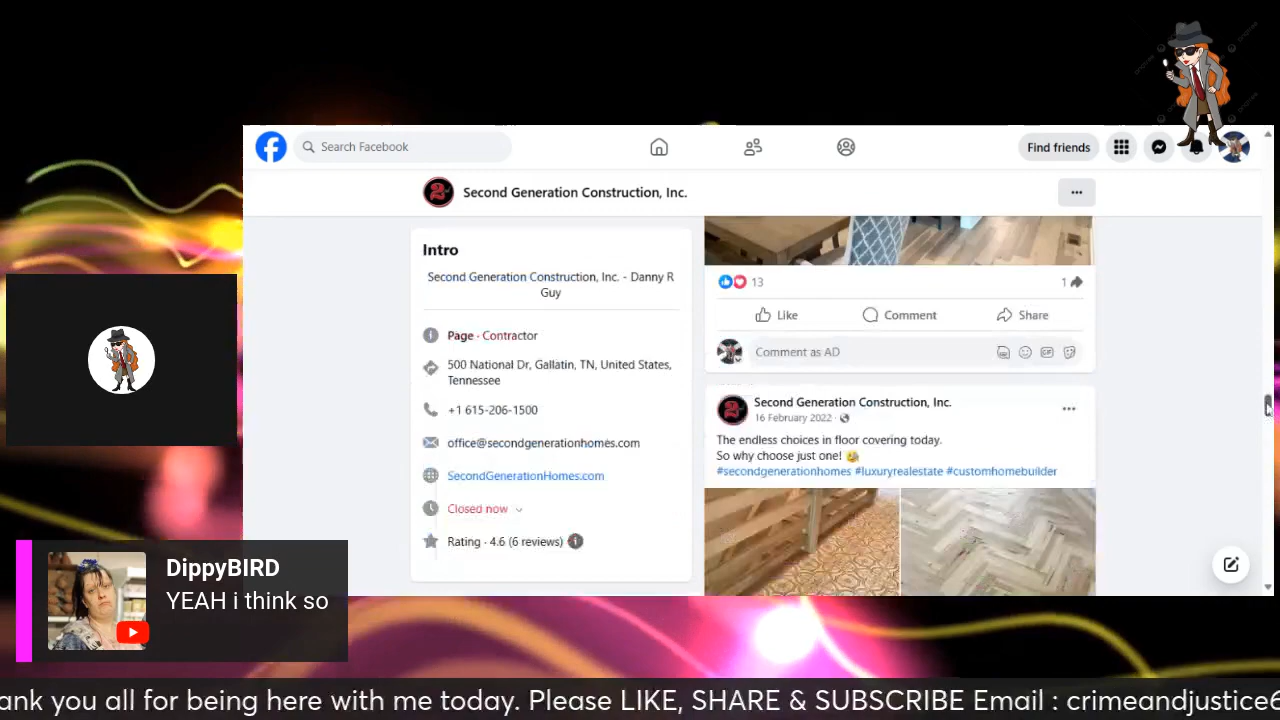 Search Facebook
Find friends
2
Second Generation Construction, Inc.
Intro
Second Generation Construction, Inc. - Danny R
Guy
Page · Contractor
500 National Dr, Gallatin, TN, United States,
Tennessee
+1 615-206-1500
office@secondgenerationhomes.com
SecondGenerationHomes.com
Closed now
Rating · 4.6 (6 reviews)
13
1
Like
Comment
Share
Comment as AD
GIF
2
Second Generation Construction, Inc.
16 February 2022 ·
The endless choices in floor covering today.
So why choose just one! 🤣
#secondgenerationhomes #luxuryrealestate #customhomebuilder
DippyBIRD
YEAH i think so
ank you all for being here with me today. Please LIKE, SHARE & SUBSCRIBE Email : crimeandjustice6